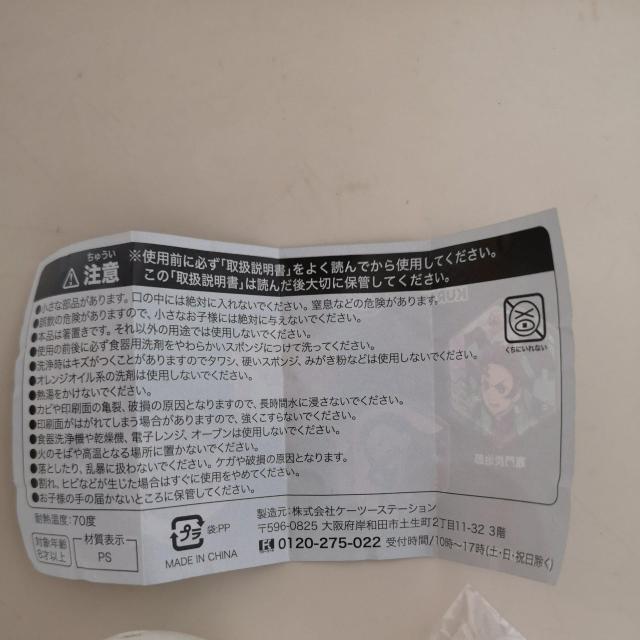 ちゅうい
注意
※使用前に必ず「取扱説明書」をよく読んでから使用してください。
この「取扱説明書」は読んだ後大切に保管してください。
●小さな部品があります。口の中には絶対に入れないでください。窒息などの危険があります。
●誤飲の危険がありますので、小さなお子様には絶対に与えないでください。
●本品は箸置きです。それ以外の用途では使用しないでください。
●使用の前後に必ず食器用洗剤をやわらかいスポンジにつけて洗ってください。
●洗浄時はキズがつくことがありますのでタワシ、硬いスポンジ、みがき粉などは使用しないでください。
●オレンジオイル系の洗剤は使用しないでください。
●熱湯をかけないでください。
●カビや印刷面の亀裂、破損の原因となりますので、長時間水に浸さないでください。
●印刷面がはがれてしまう場合がありますので、強くこすらないでください。
●食器洗浄機や乾燥機、電子レンジ、オーブンは使用しないでください。
●火のそばや高温となる場所に置かないでください。
●落としたり、乱暴に扱わないでください。ケガや破損の原因となります。
●割れ、ヒビなどが生じた場合はすぐに使用をやめてください。
●お子様の手の届かないところに保管してください。
くちにいれない
耐熱温度:70度
対象年齢
6才以上
材質表示
PS
プラ
袋:PP
MADE IN CHINA
製造元:株式会社ケーツーステーション
〒596-0825 大阪府岸和田市土生町2丁目11-32 3階
0120-275-022 受付時間/10時〜17時(土・日・祝日除く)
竈門炭治郎